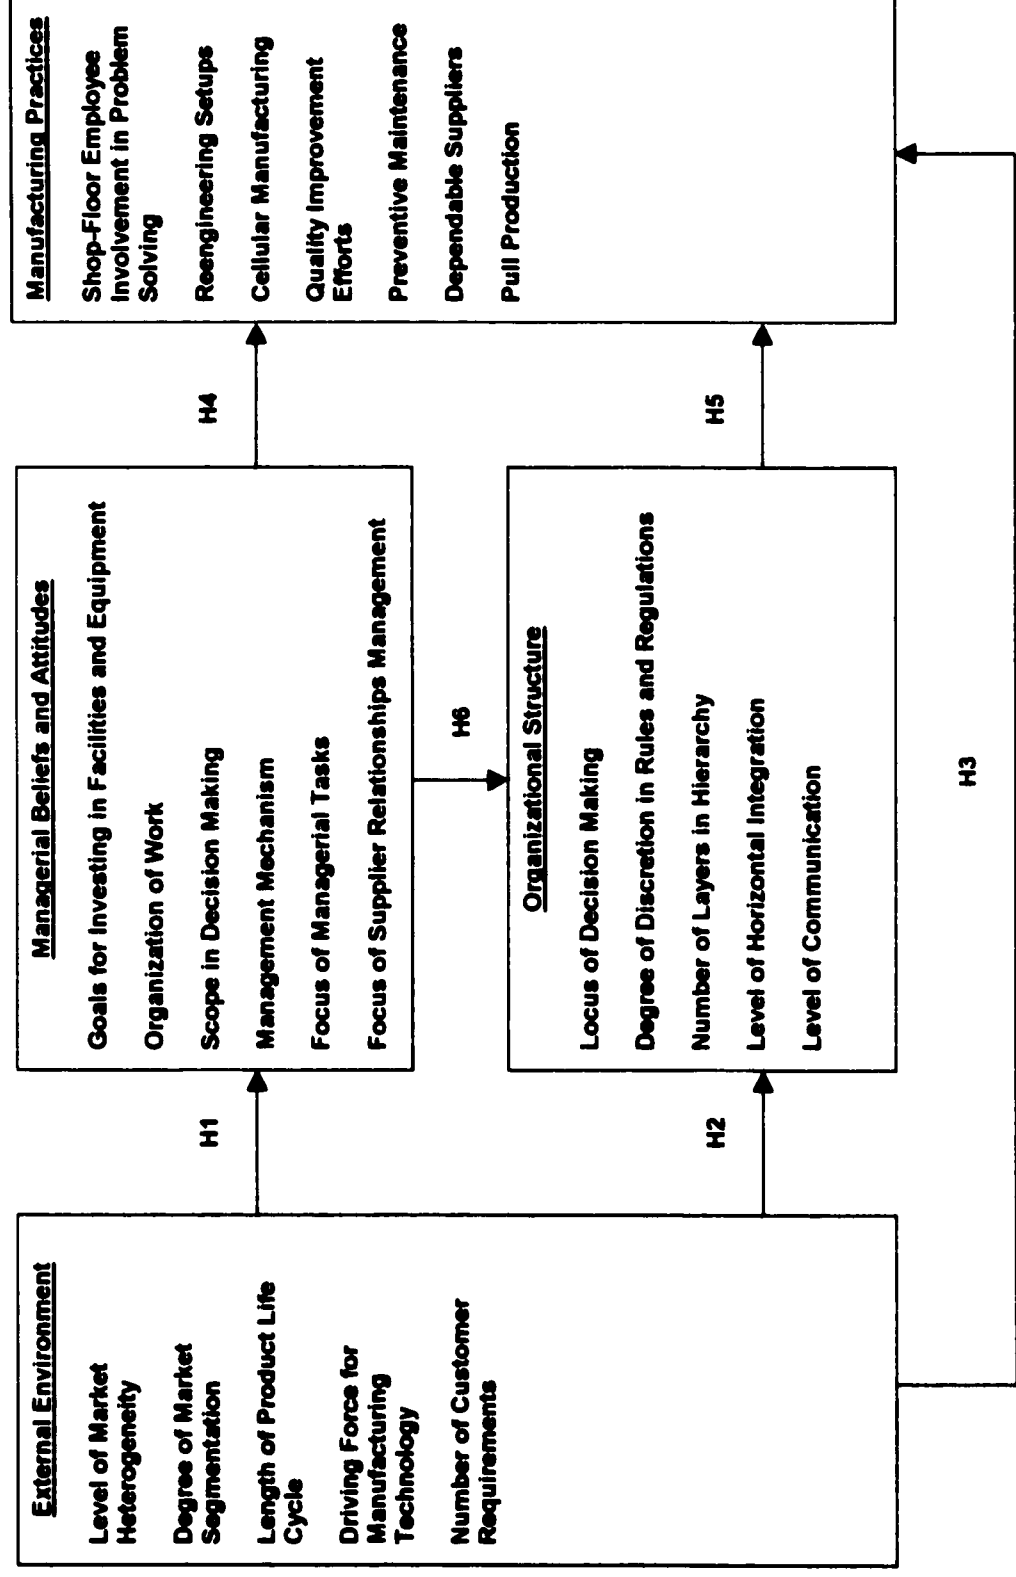 External Environment
Level of Market
Heterogeneity
Degree of Market
Segmentation
Length of Product Life
Cycle
Driving Force for
Manufacturing
Technology
Number of Customer
Requirements
H1
H2
Managerial Beliefs and Attitudes
Goals for Investing in Facilities and Equipment
Organization of Work
Scope in Decision Making
Management Mechanism
Focus of Managerial Tasks
Focus of Supplier Relationships Management
H6
Organizational Structure
Locus of Decision Making
Degree of Discretion in Rules and Regulations
Number of Layers in Hierarchy
Level of Horizontal Integration
Level of Communication
H3
H4
H5
Manufacturing Practices
Shop-Floor Employee
Involvement in Problem
Solving
Reengineering Setups
Cellular Manufacturing
Quality Improvement
Efforts
Preventive Maintenance
Dependable Suppliers
Pull Production